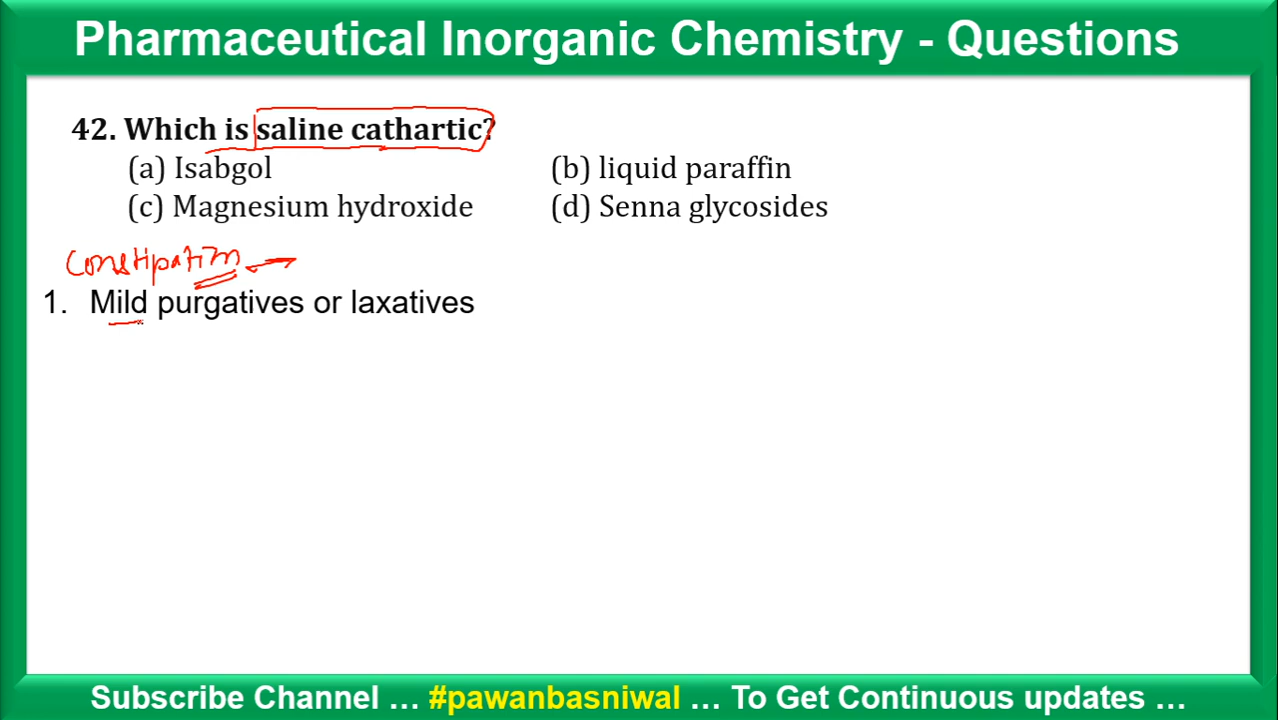 Pharmaceutical Inorganic Chemistry - Questions
42. Which is saline cathartic?
(a) Isabgol (b) liquid paraffin
(c) Magnesium hydroxide (d) Senna glycosides
Constipation
1. Mild purgatives or laxatives
Subscribe Channel ... #pawanbasniwal ... To Get Continuous updates ...